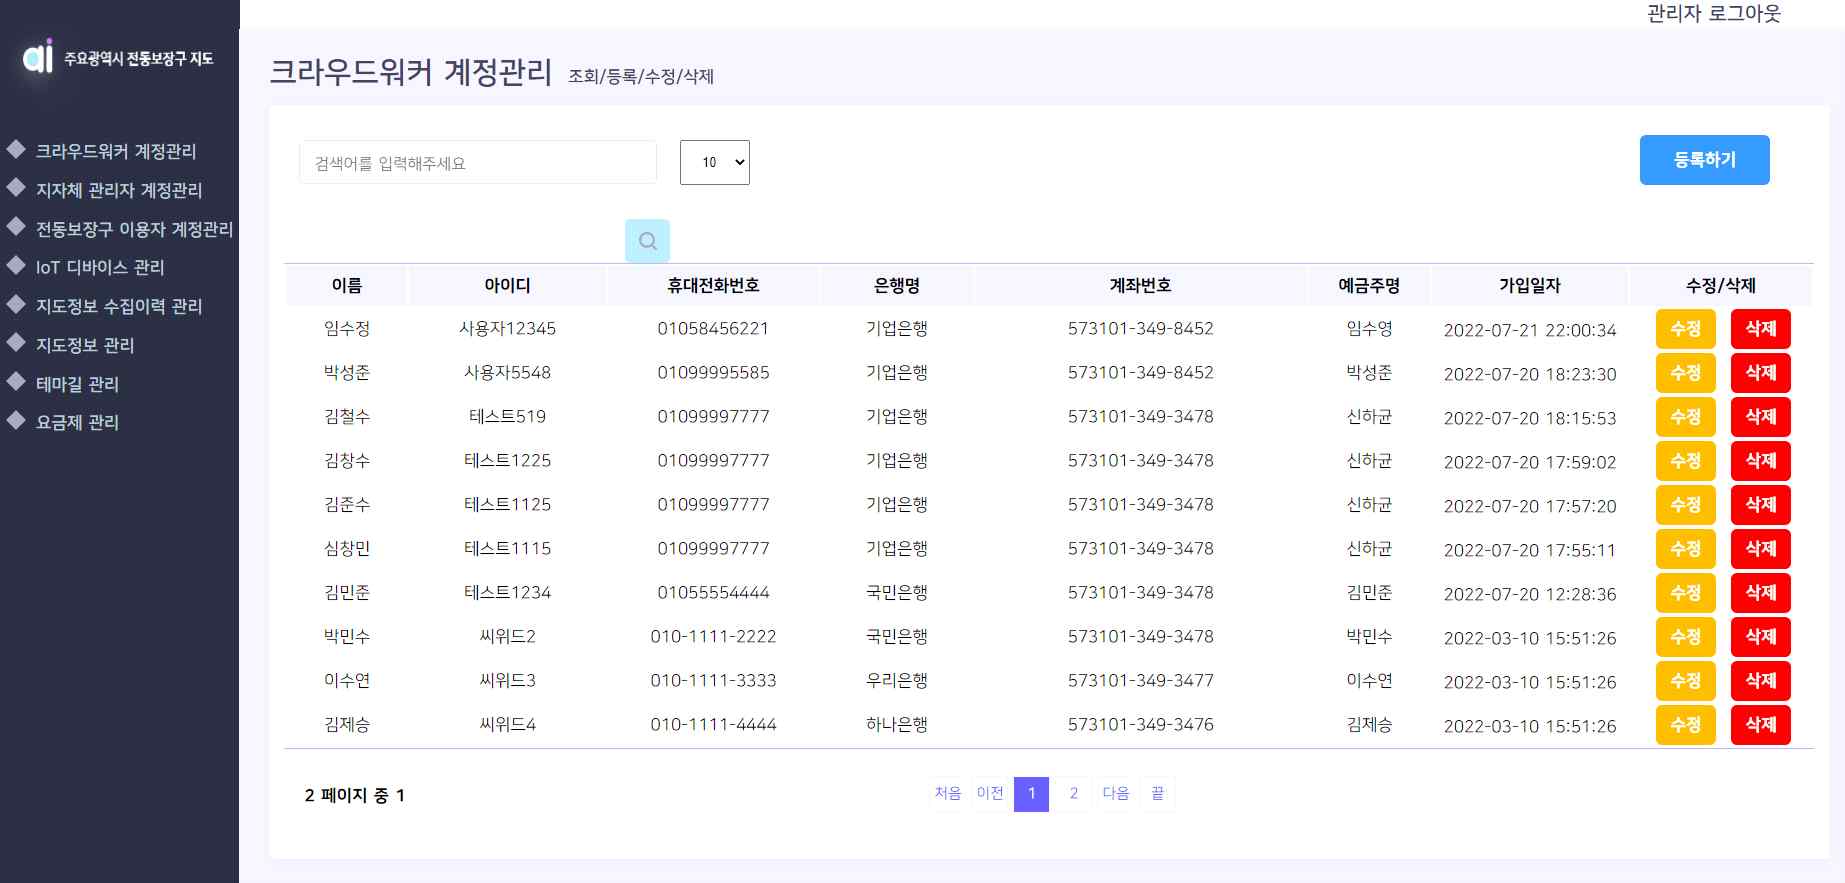 관리자 로그아웃
ai 주요광역시 전동보장구 지도
크라우드워커 계정관리
지자체 관리자 계정관리
전동보장구 이용자 계정관리
IoT 디바이스 관리
지도정보 수집이력 관리
지도정보 관리
테마길 관리
요금제 관리
크라우드워커 계정관리 조회/등록/수정/삭제
검색어를 입력해주세요 10 등록하기
이름 아이디 휴대전화번호 은행명 계좌번호 예금주명 가입일자 수정/삭제
임수정 사용자12345 01058456221 기업은행 573101-349-8452 임수영 2022-07-21 22:00:34 수정 삭제
박성준 사용자5548 01099995585 기업은행 573101-349-8452 박성준 2022-07-20 18:23:30 수정 삭제
김철수 테스트519 01099997777 기업은행 573101-349-3478 신하균 2022-07-20 18:15:53 수정 삭제
김창수 테스트1225 01099997777 기업은행 573101-349-3478 신하균 2022-07-20 17:59:02 수정 삭제
김준수 테스트1125 01099997777 기업은행 573101-349-3478 신하균 2022-07-20 17:57:20 수정 삭제
심창민 테스트1115 01099997777 기업은행 573101-349-3478 신하균 2022-07-20 17:55:11 수정 삭제
김민준 테스트1234 01055554444 국민은행 573101-349-3478 김민준 2022-07-20 12:28:36 수정 삭제
박민수 씨위드2 010-1111-2222 국민은행 573101-349-3478 박민수 2022-03-10 15:51:26 수정 삭제
이수연 씨위드3 010-1111-3333 우리은행 573101-349-3477 이수연 2022-03-10 15:51:26 수정 삭제
김제승 씨위드4 010-1111-4444 하나은행 573101-349-3476 김제승 2022-03-10 15:51:26 수정 삭제
2 페이지 중 1 처음 이전 1 2 다음 끝